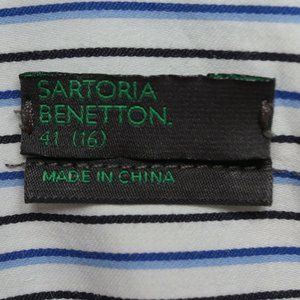 SARTORIA
BENETTON.
41 (16)
MADE IN CHINA